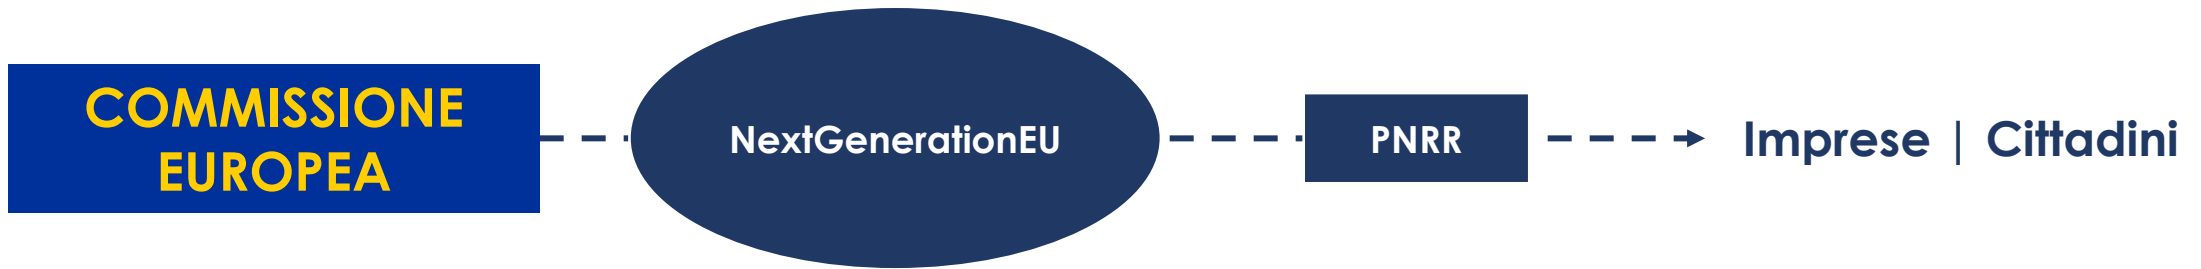 COMMISSIONE
EUROPEA
NextGenerationEU
PNRR
Imprese | Cittadini